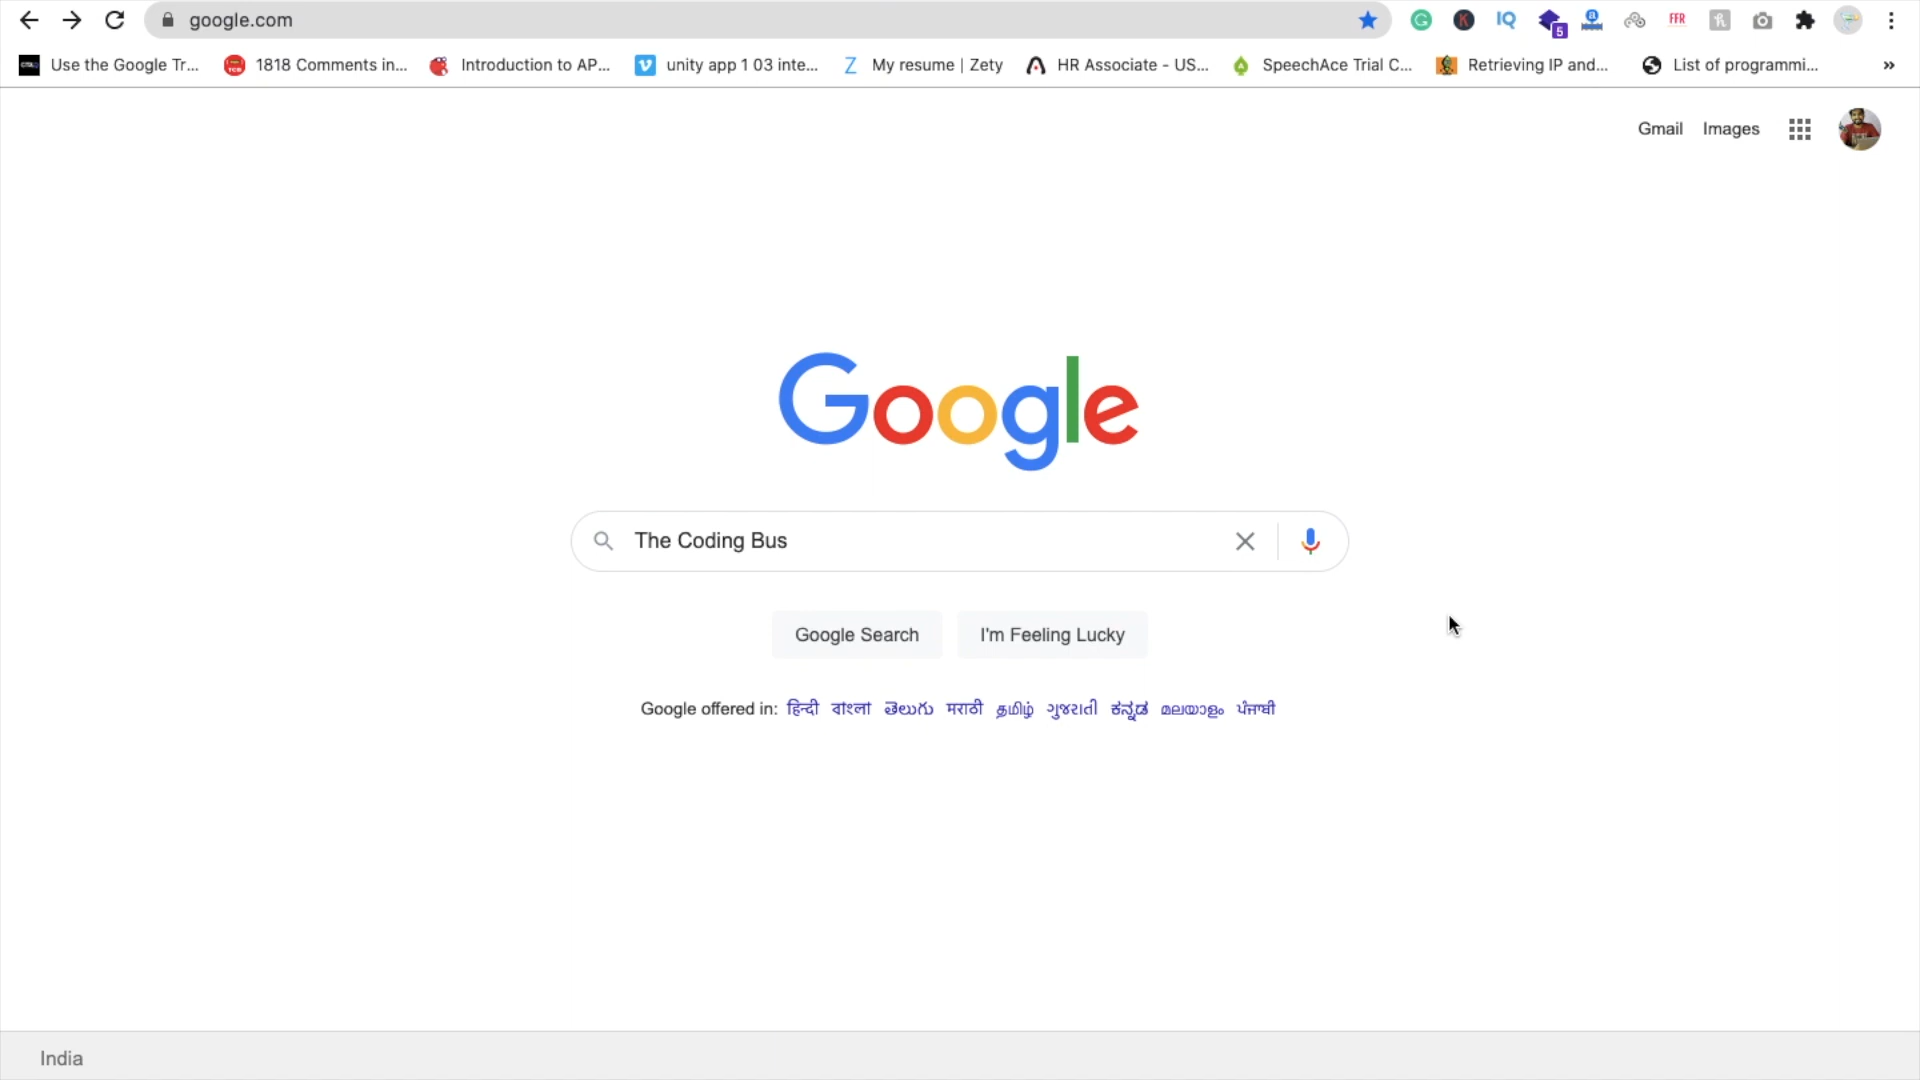 google.com
5
FFR
Use the Google Tr... 1818 Comments in... Introduction to AP... unity app 1 03 inte... My resume | Zety HR Associate - US... SpeechAce Trial C... Retrieving IP and... List of programmi... »
Gmail Images
Google
The Coding Bus
Google Search I'm Feeling Lucky
Google offered in: हिन्दी বাংলা తెలుగు मराठी தமிழ் ગુજરાતી ಕನ್ನಡ മലയാളം ਪੰਜਾਬੀ
India